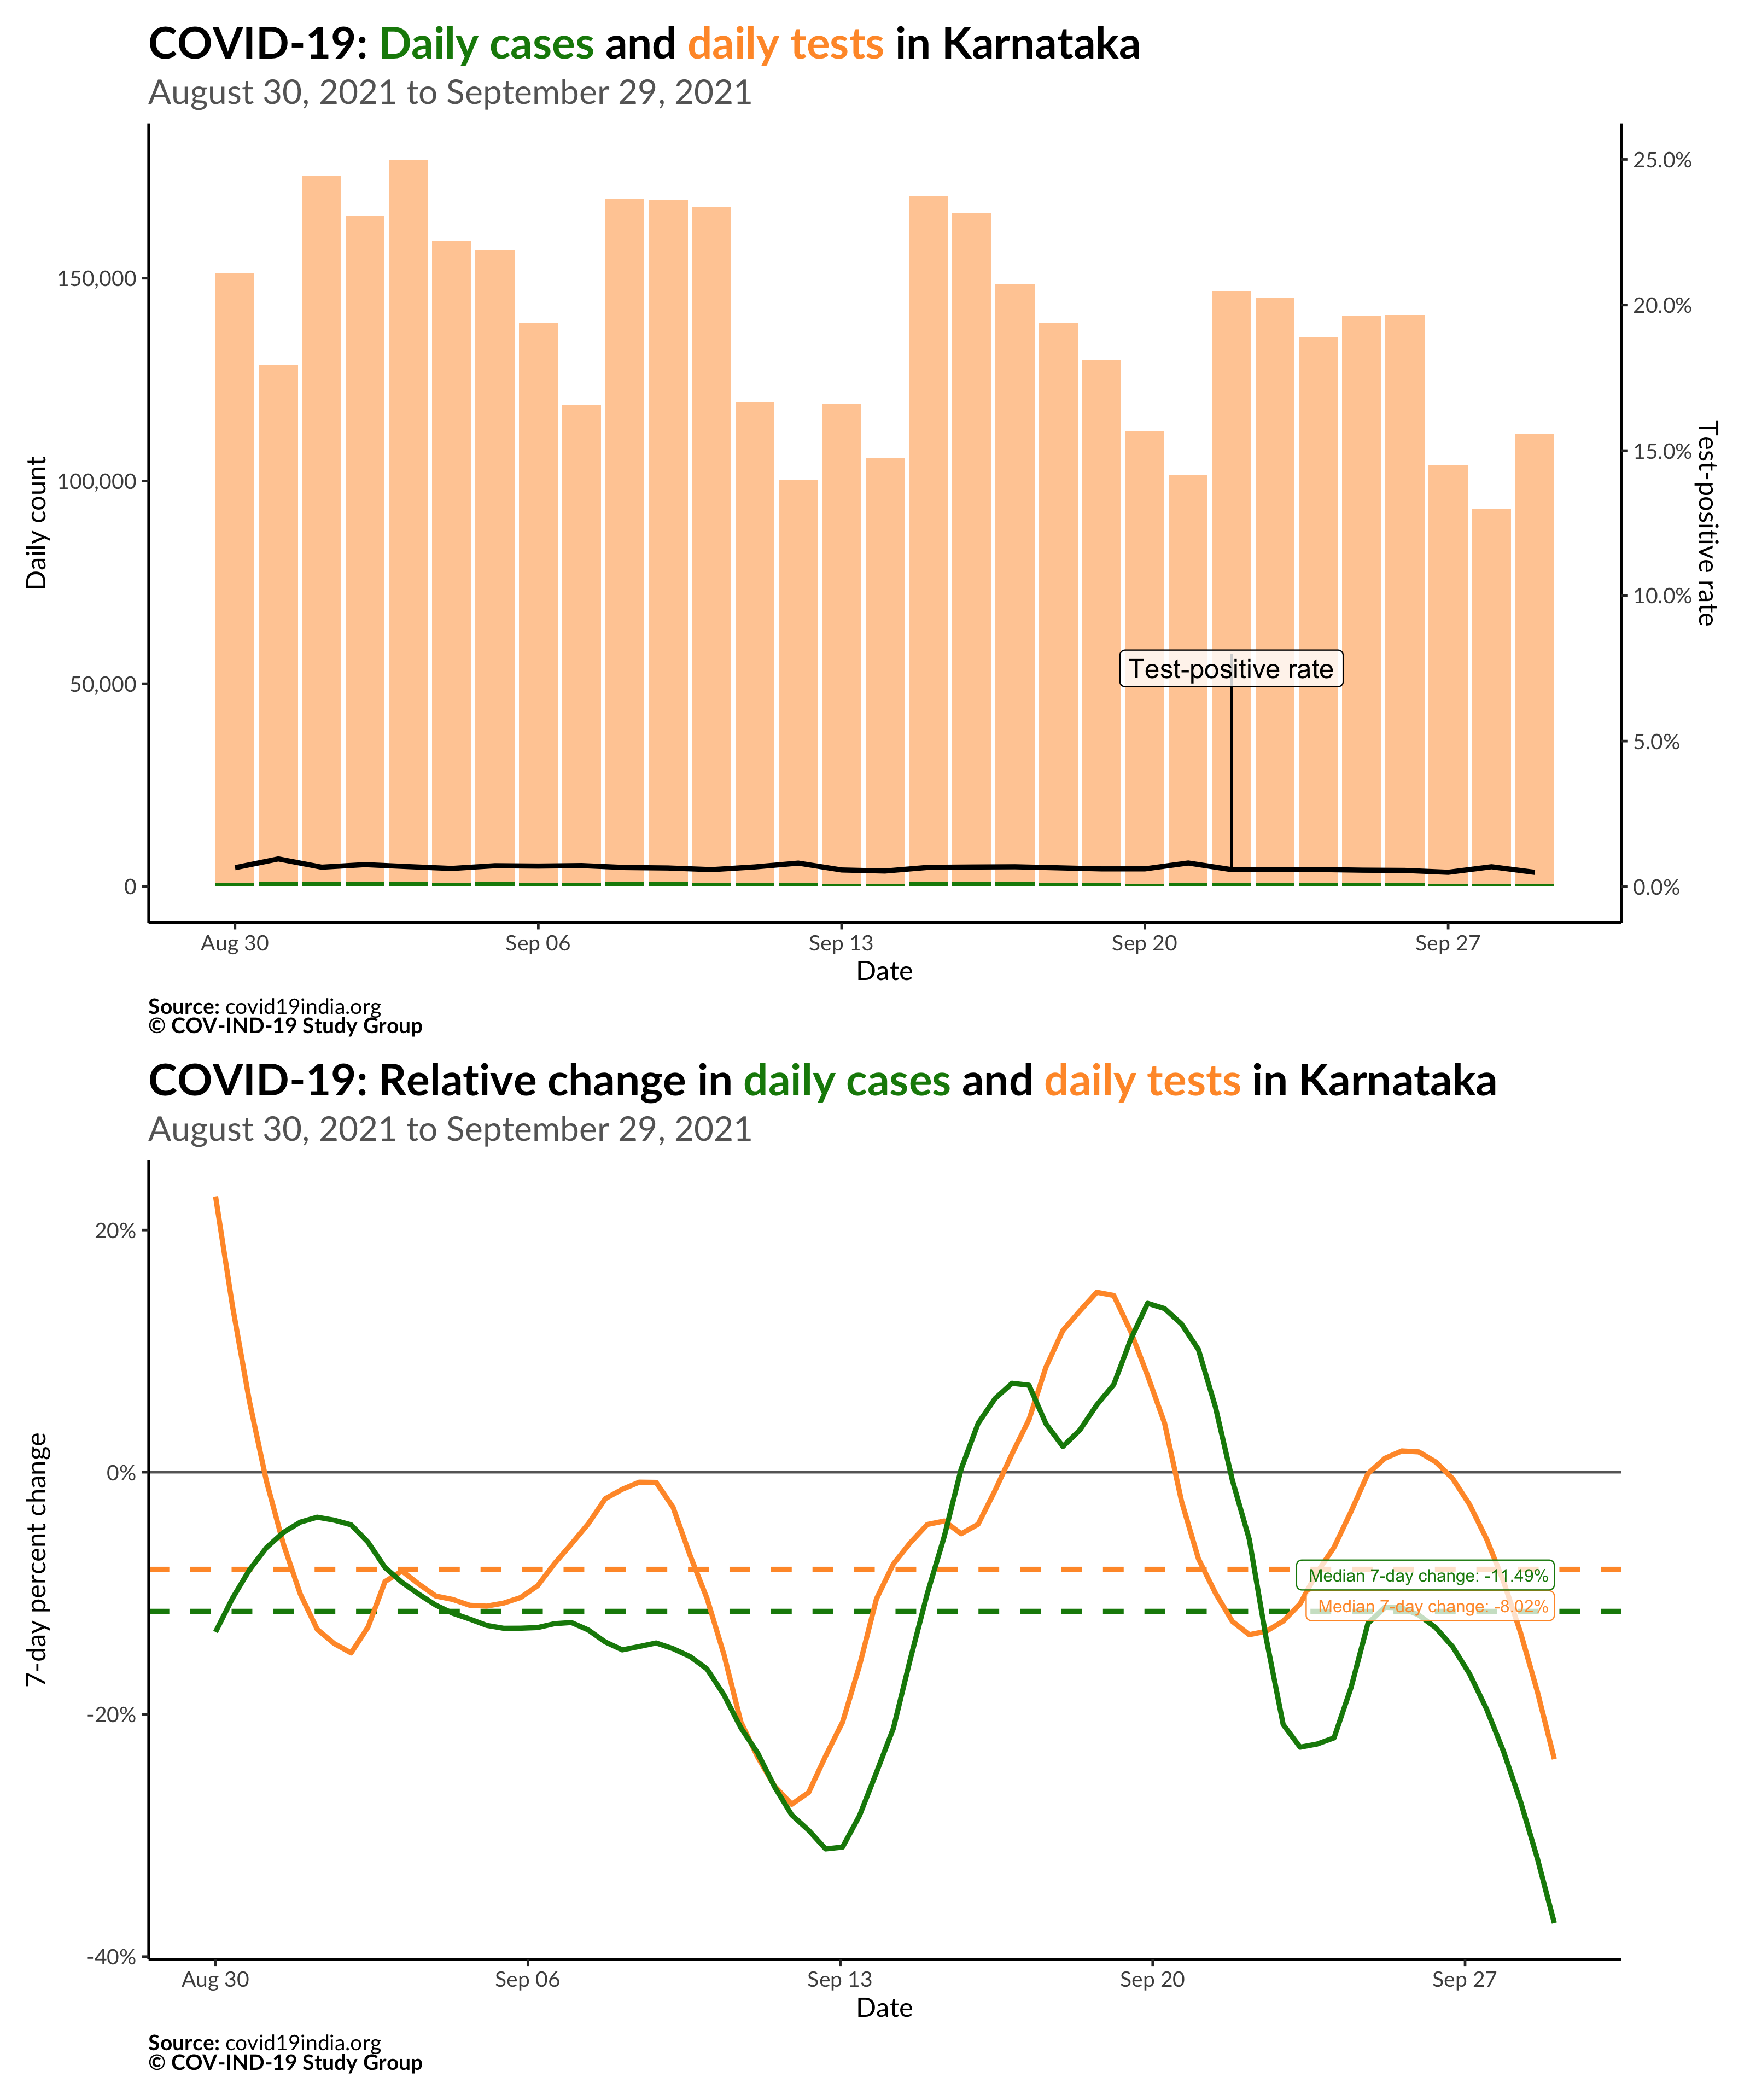 COVID-19: Daily cases and daily tests in Karnataka
August 30, 2021 to September 29, 2021
25.0%
150,000
20.0%
100,000
15.0%
10.0%
50,000
5.0%
0
0.0%
Daily count
Test-positive rate
Test-positive rate
Aug 30 Sep 06 Sep 13 Sep 20 Sep 27
Date
Source: covid19india.org
© COV-IND-19 Study Group
COVID-19: Relative change in daily cases and daily tests in Karnataka
August 30, 2021 to September 29, 2021
20%
0%
-20%
-40%
7-day percent change
Median 7-day change: -11.49%
Median 7-day change: -8.02%
Aug 30 Sep 06 Sep 13 Sep 20 Sep 27
Date
Source: covid19india.org
© COV-IND-19 Study Group